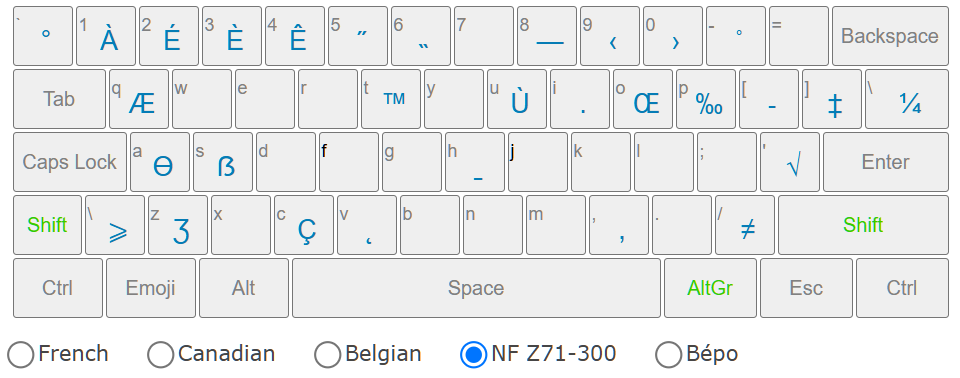 ` ° 1 À 2 É 3 È 4 Ê 5 ˝ 6 ˵ 7 8 — 9 ‹ 0 › - ˚ = Backspace
Tab q Æ w e r t ™ y u Ù i . o Œ p ‰ [ ‑ ] ‡ \ ¼
Caps Lock a Ɵ s ẞ d f g h _ j k l ; ' √ Enter
Shift \ ⩾ z Ʒ x c Ç v ˛ b n m , , . / ≠ Shift
Ctrl Emoji Alt Space AltGr Esc Ctrl
French Canadian Belgian NF Z71-300 Bépo